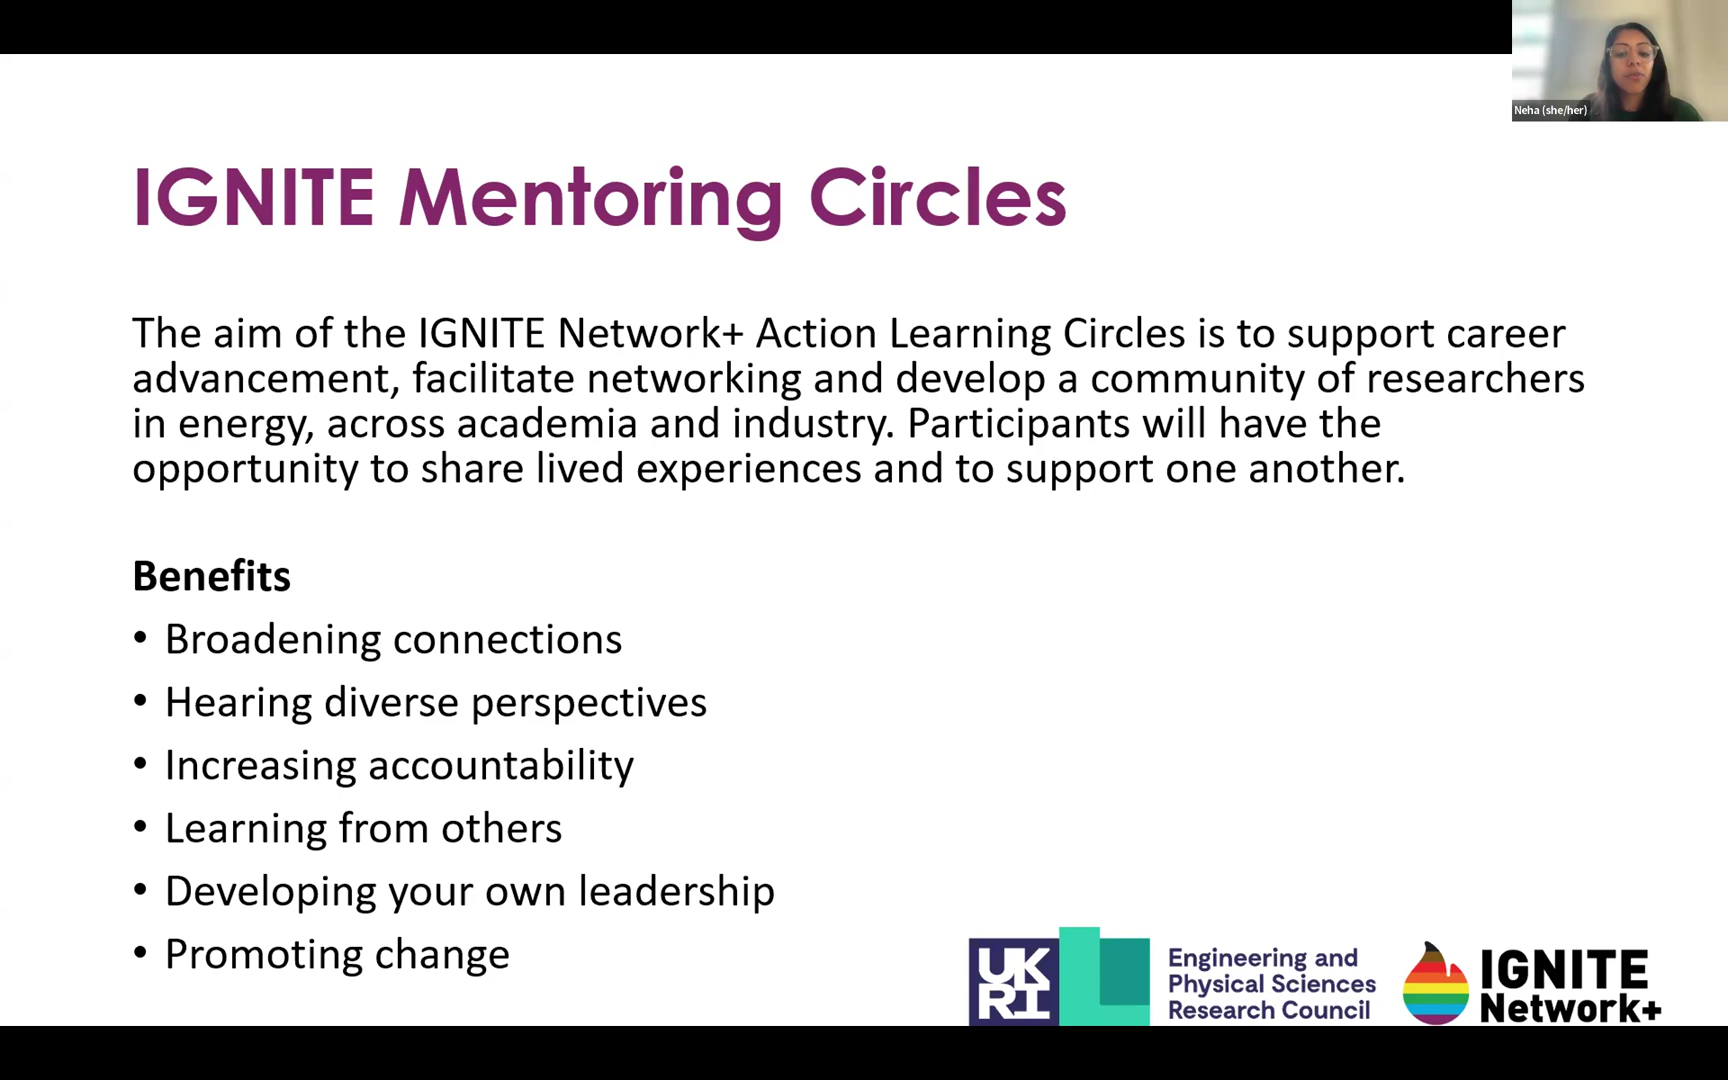 Neha (she/her)
IGNITE Mentoring Circles
The aim of the IGNITE Network+ Action Learning Circles is to support career
advancement, facilitate networking and develop a community of researchers
in energy, across academia and industry. Participants will have the
opportunity to share lived experiences and to support one another.
Benefits
• Broadening connections
• Hearing diverse perspectives
• Increasing accountability
• Learning from others
• Developing your own leadership
• Promoting change
UK
RI
Engineering and
Physical Sciences
Research Council
IGNITE
Network+